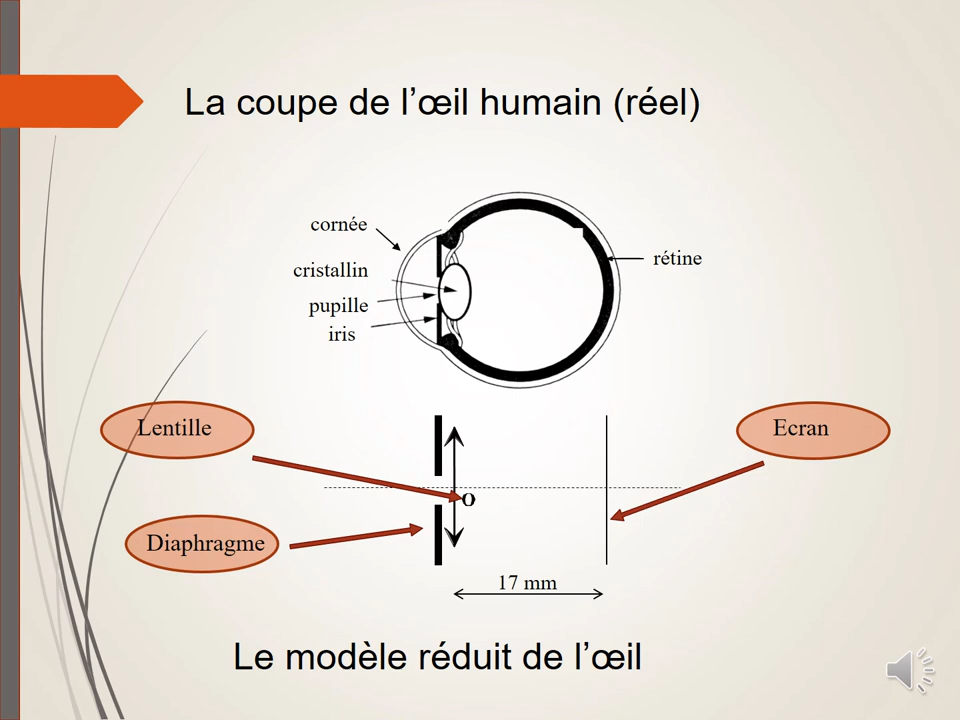 La coupe de l’œil humain (réel)
cornée
cristallin
pupille
iris
rétine
Lentille
Ecran
O
Diaphragme
17 mm
Le modèle réduit de l’œil